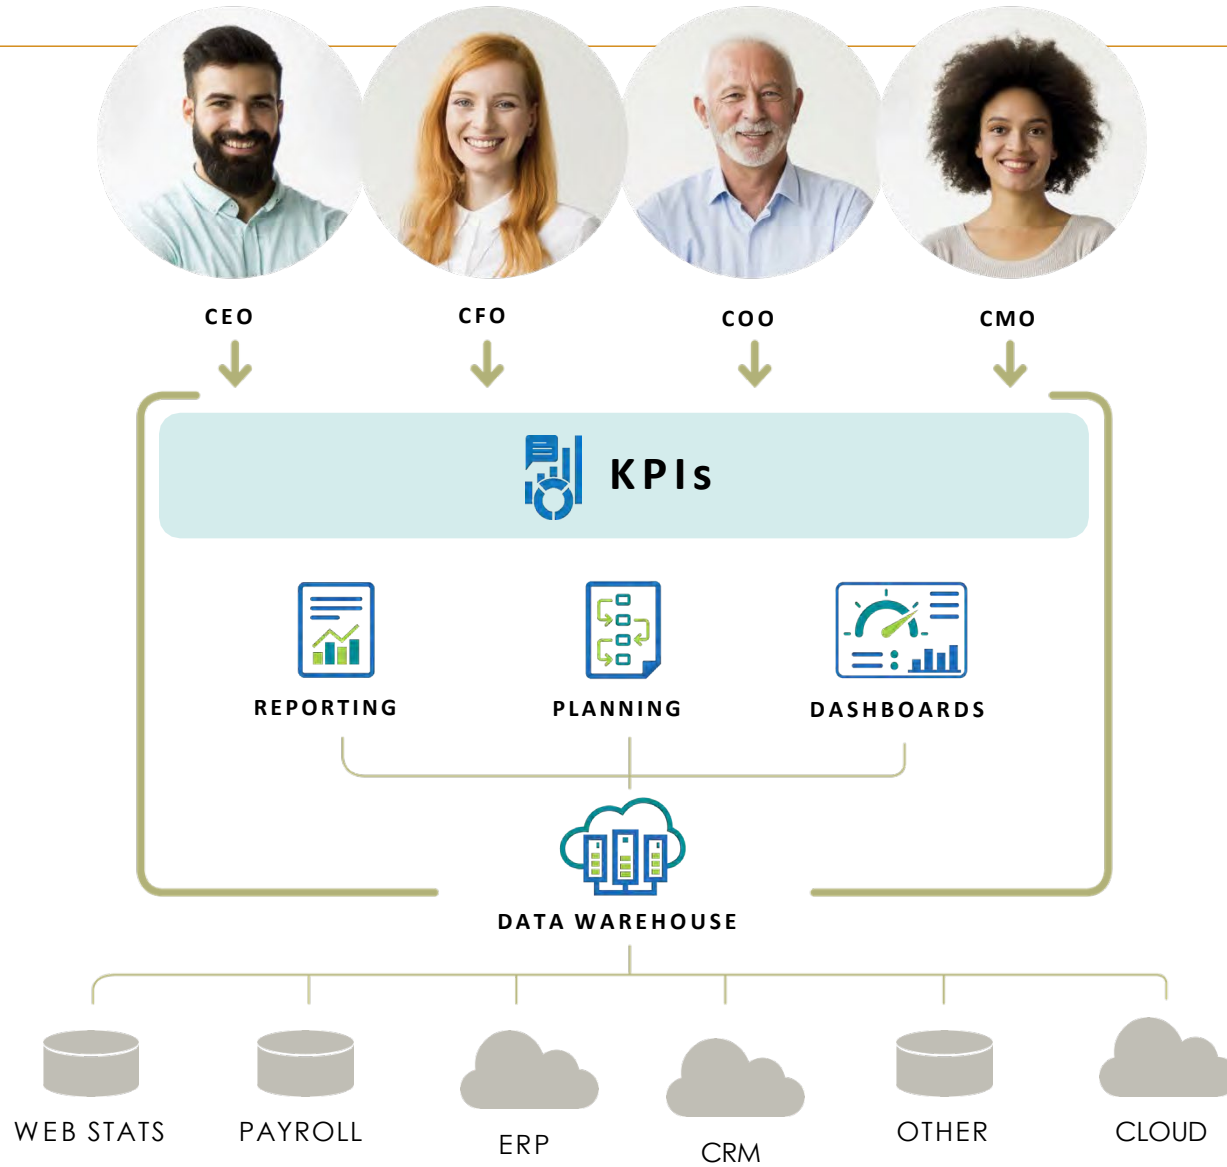 CEO
CFO
COO
CMO
KPIs
REPORTING
PLANNING
DASHBOARDS
DATA WAREHOUSE
WEB STATS
PAYROLL
ERP
CRM
OTHER
CLOUD